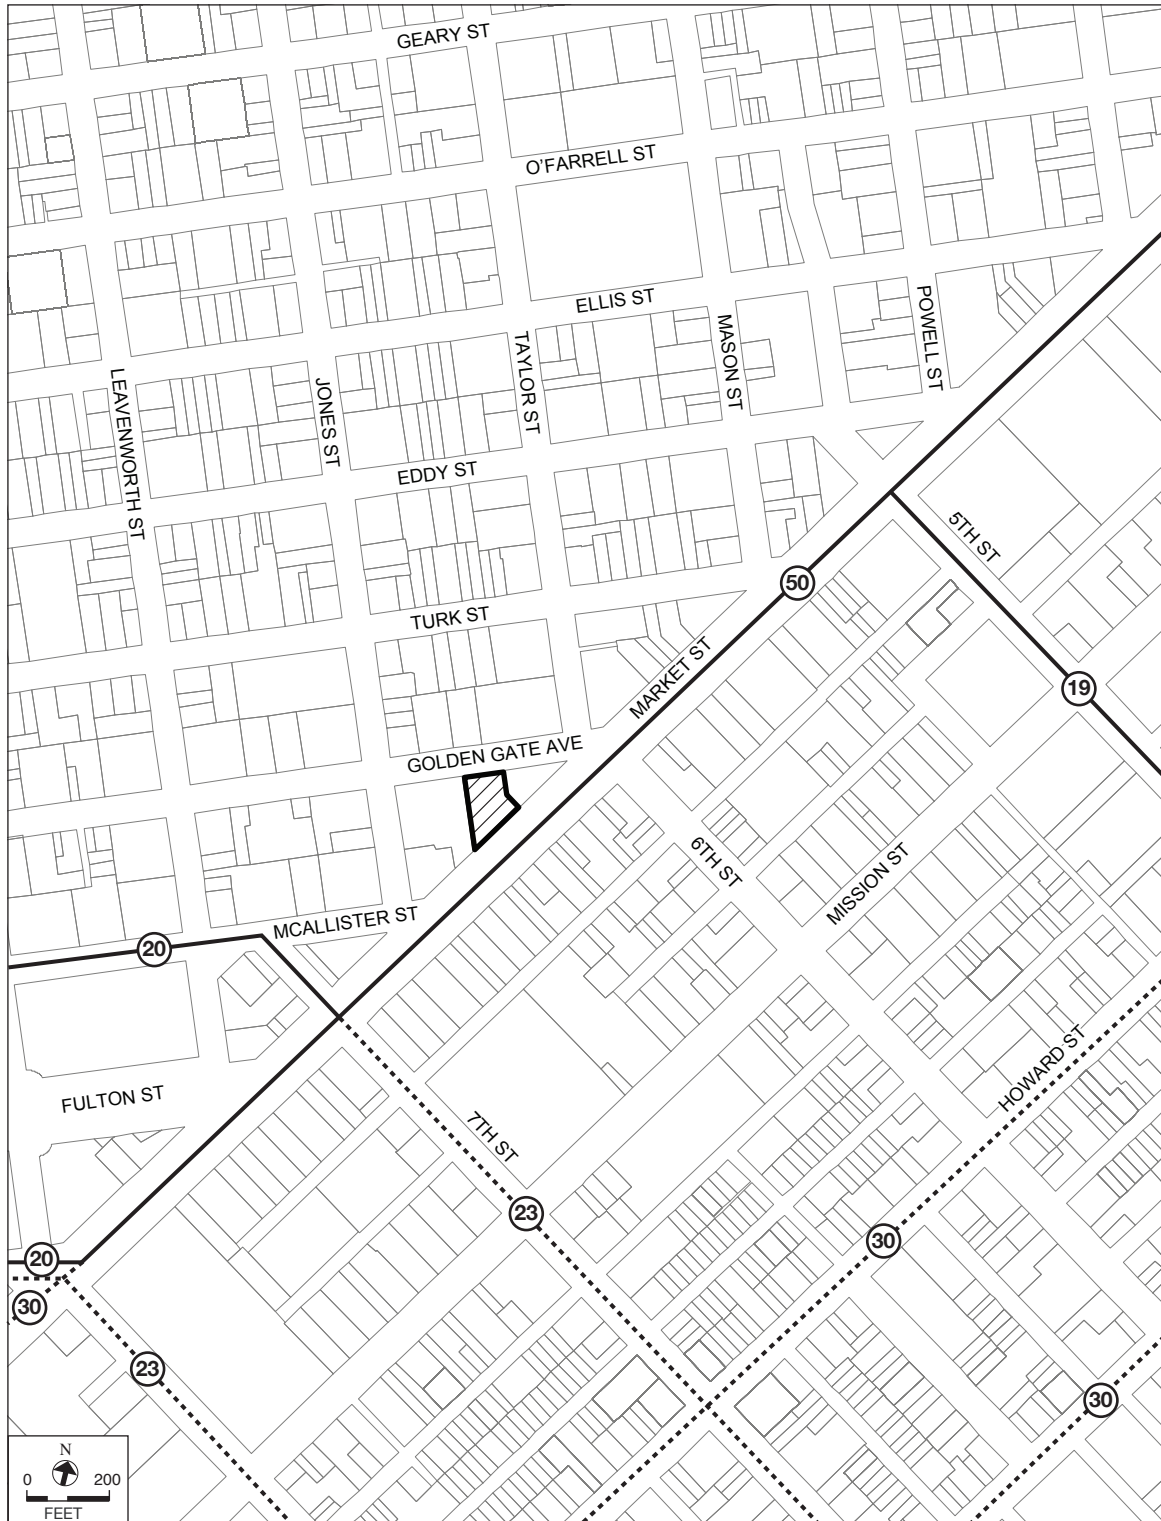 GEARY ST
O'FARRELL ST
ELLIS ST
POWELL ST
MASON ST
TAYLOR ST
LEAVENWORTH ST
JONES ST
EDDY ST
5TH ST
50
TURK ST
MARKET ST
19
GOLDEN GATE AVE
6TH ST
MISSION ST
MCALLISTER ST
20
HOWARD ST
FULTON ST
7TH ST
23
30
20
30
23
30
N
0 200
FEET